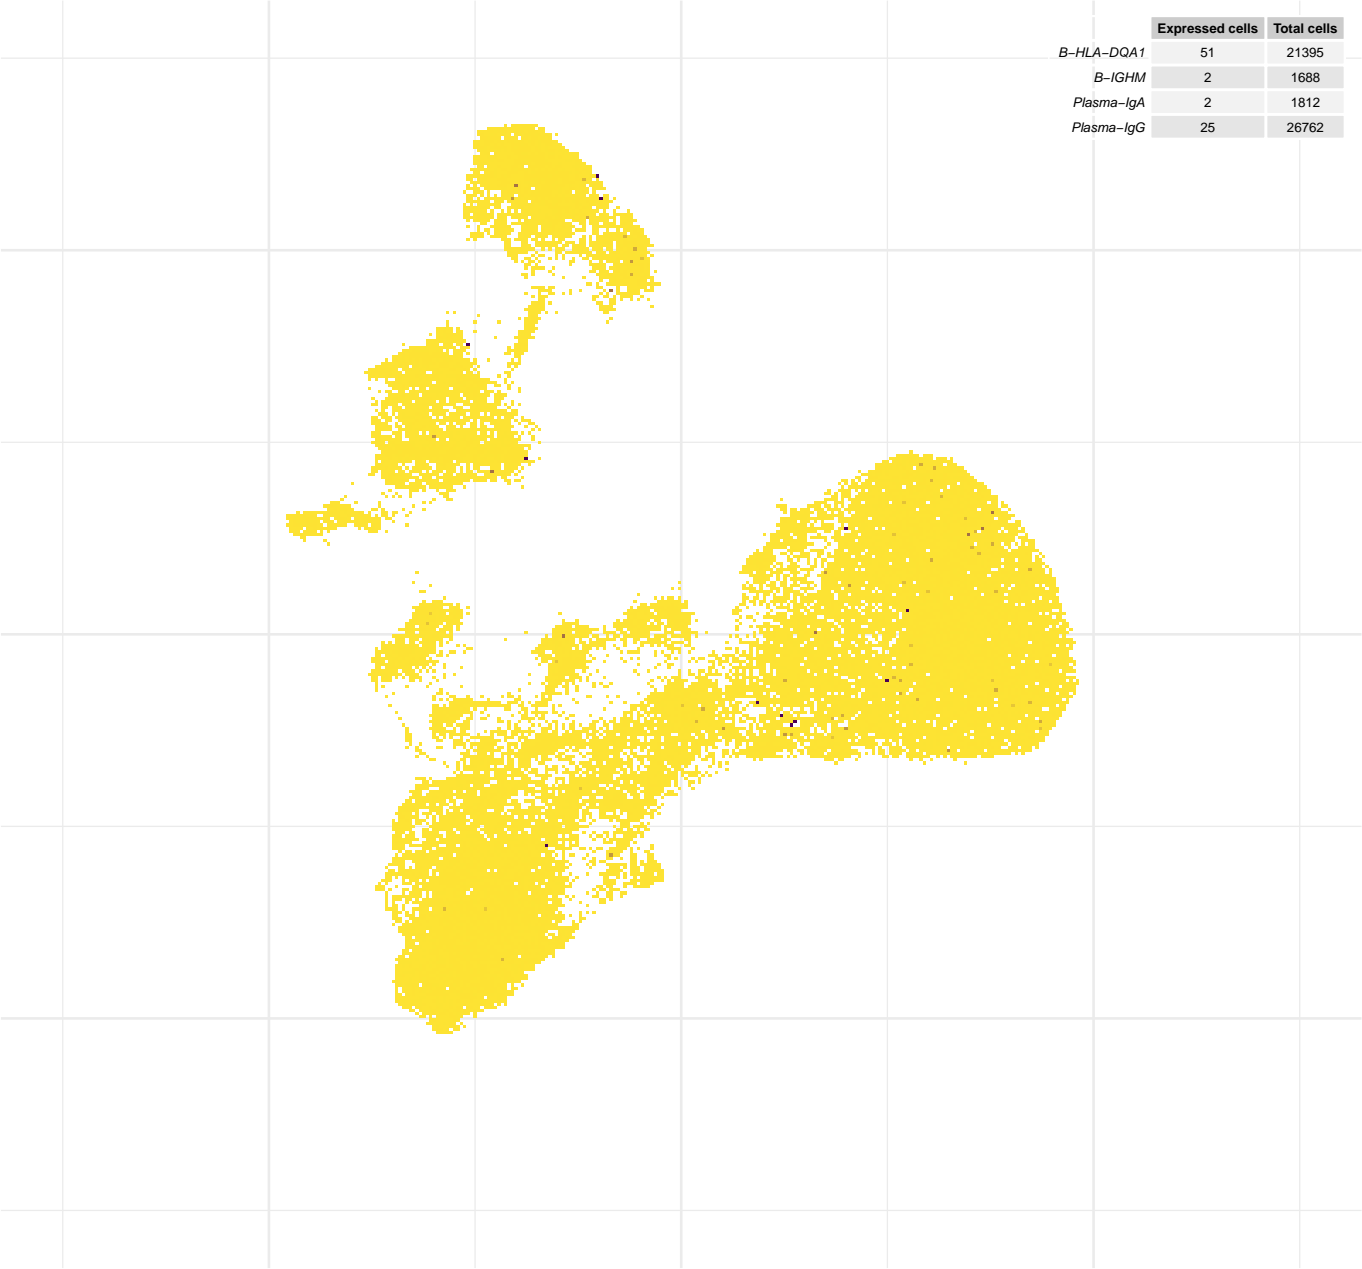 Expressed cells Total cells
B−HLA−DQA1 51 21395
B−IGHM 2 1688
Plasma−IgA 2 1812
Plasma−IgG 25 26762